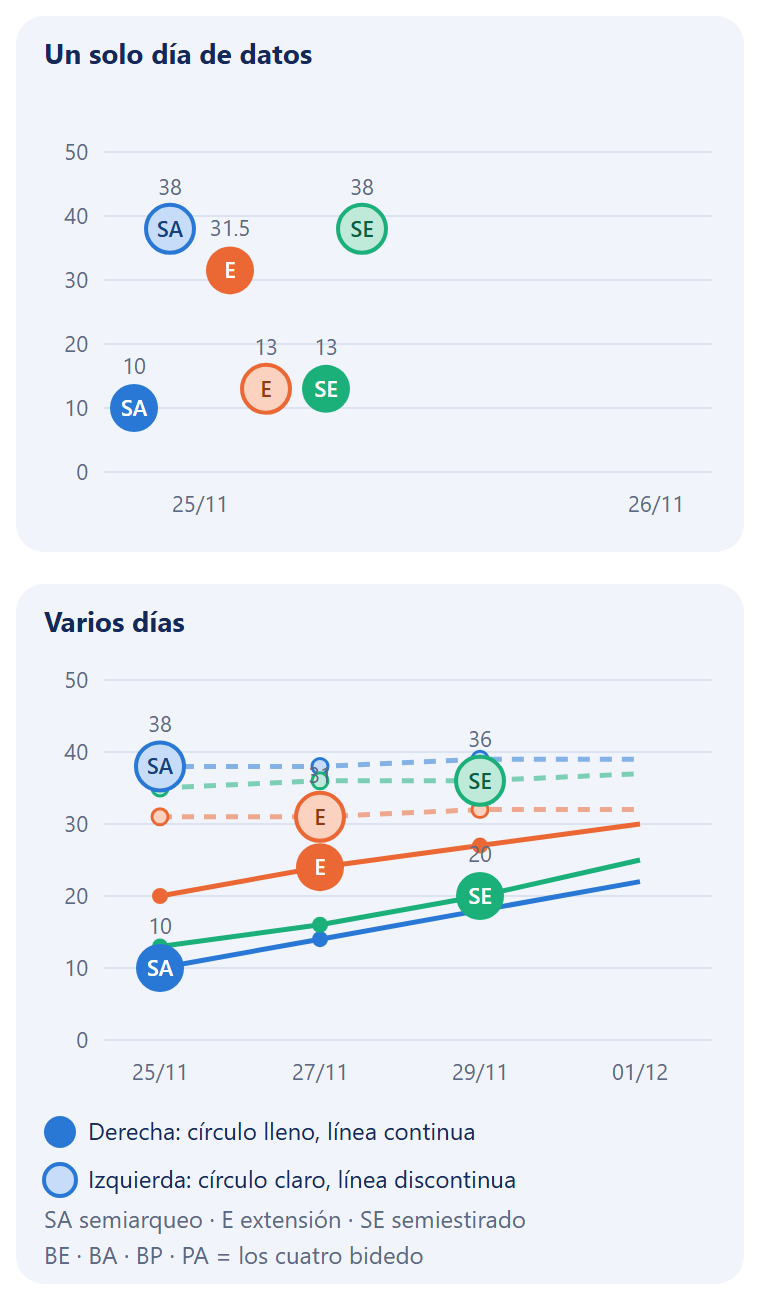 Un solo día de datos
50
38
38
40
SA
31.5
SE
E
30
20
13
13
10
E
SE
10
SA
0
25/11
26/11
Varios días
50
38
36
40
SA
31
SE
30
E
E
20
20
SE
10
10
SA
0
25/11
27/11
29/11
01/12
Derecha: círculo lleno, línea continua
Izquierda: círculo claro, línea discontinua
SA semiarqueo · E extensión · SE semiestirado
BE · BA · BP · PA = los cuatro bidedo